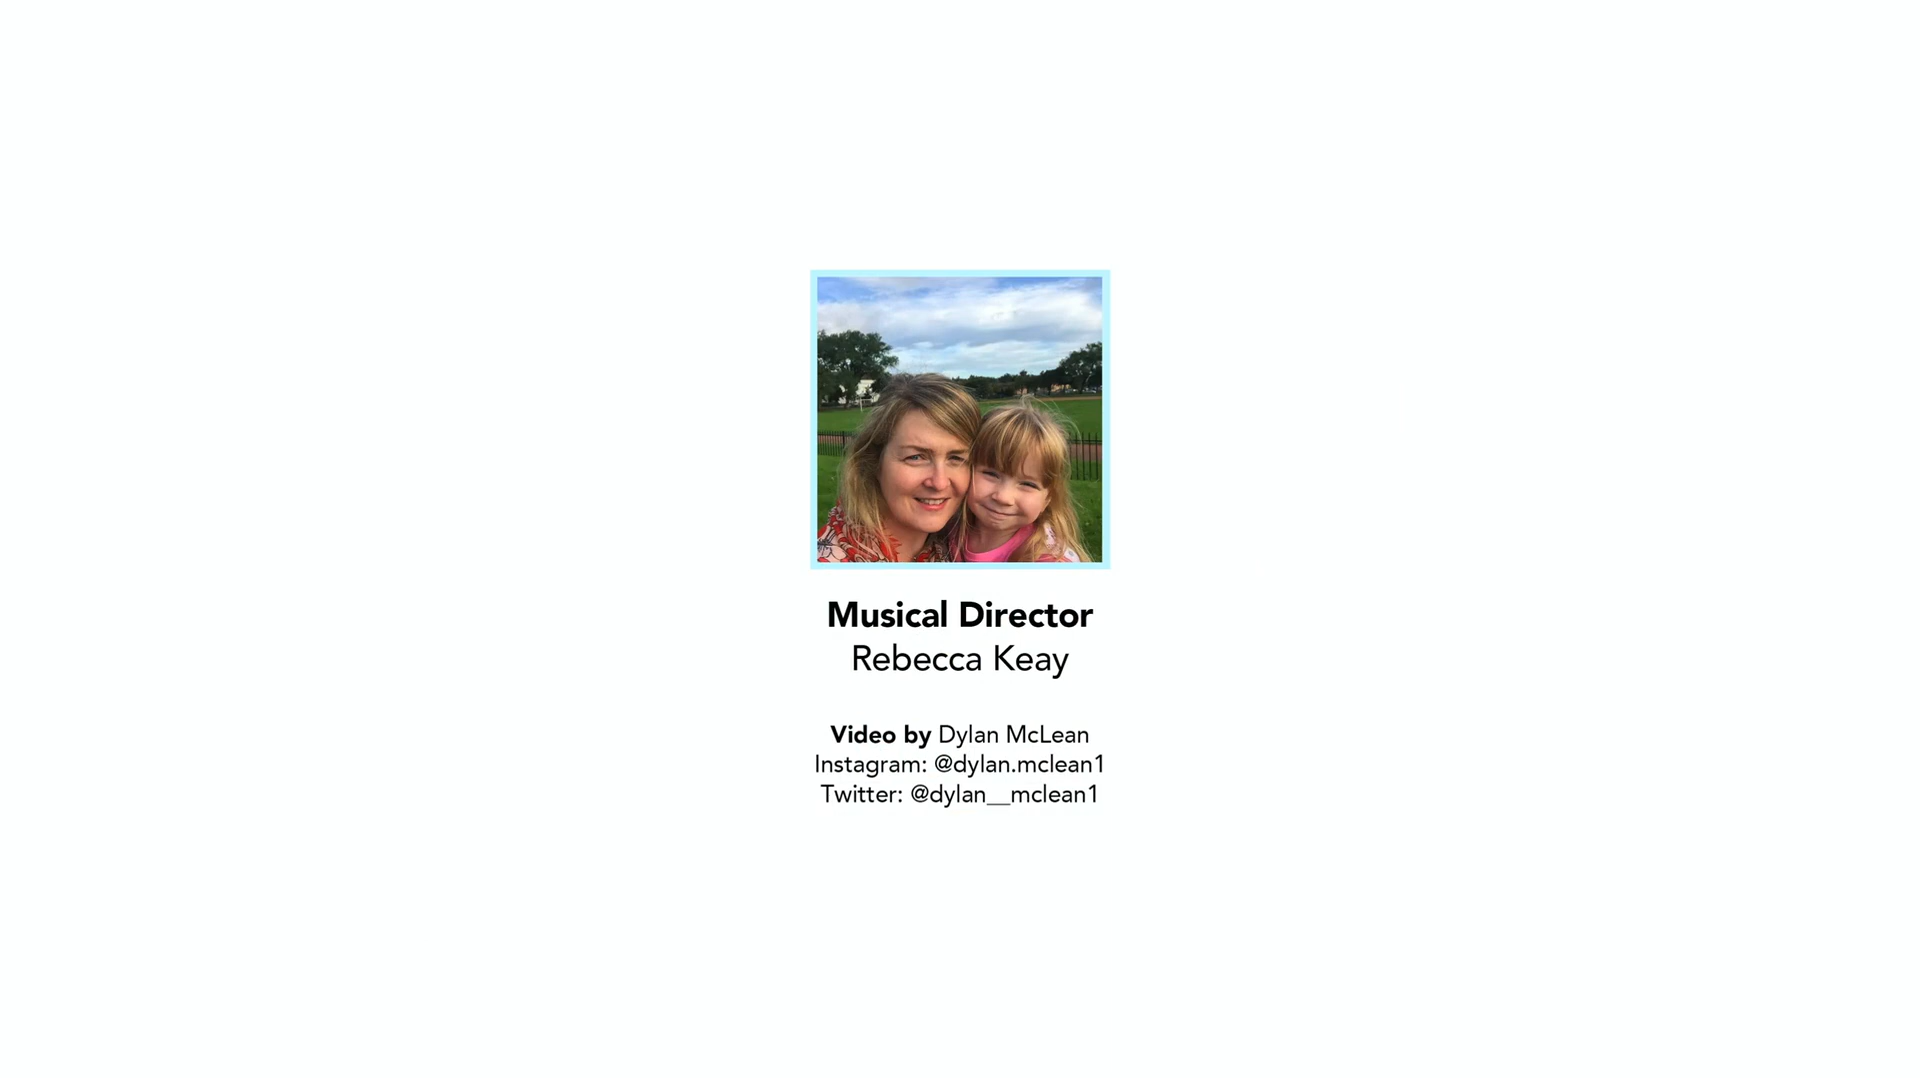 Musical Director
Rebecca Keay
Video by Dylan McLean
Instagram: @dylan.mclean1
Twitter: @dylan__mclean1